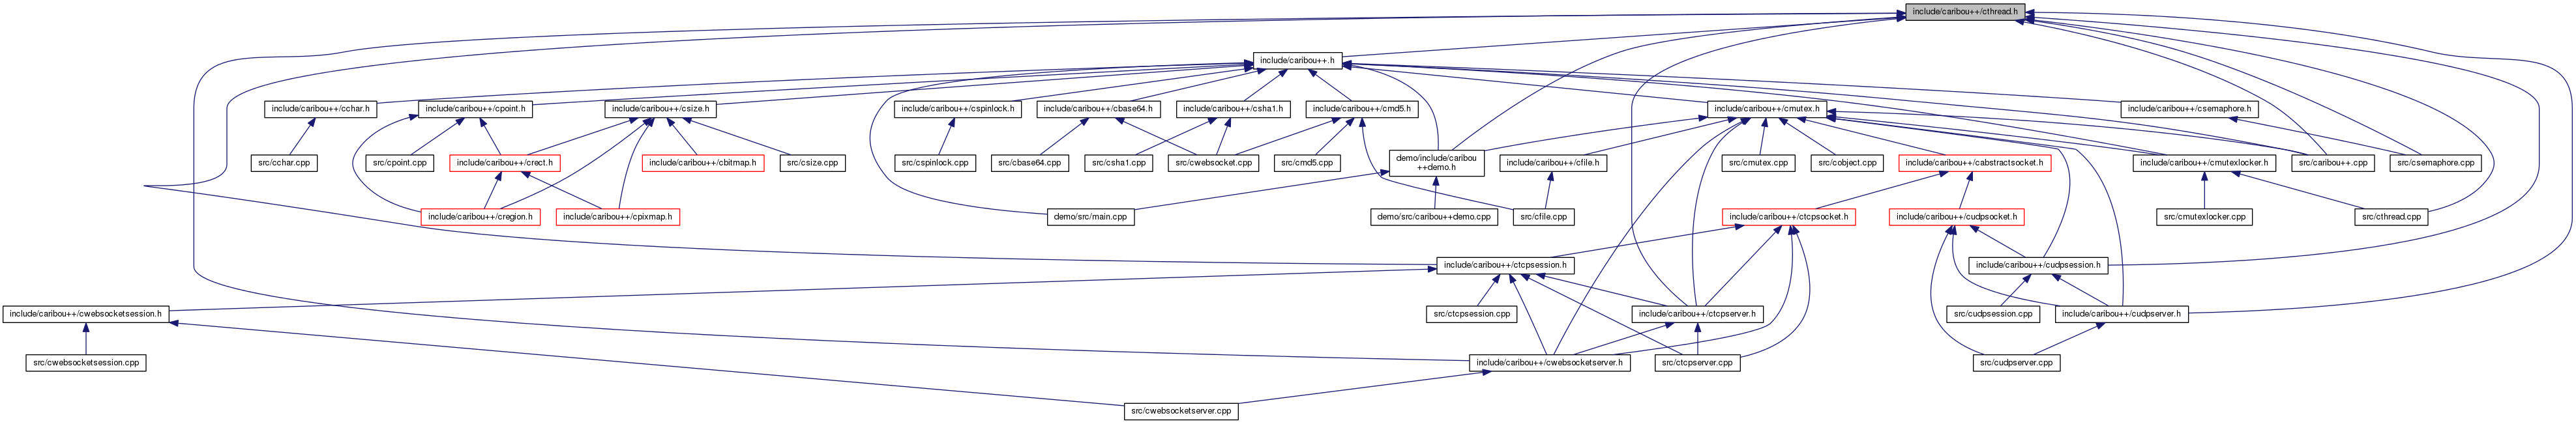 include/caribou++/cthread.h
include/caribou++.h
include/caribou++/cchar.h
include/caribou++/cpoint.h
include/caribou++/csize.h
include/caribou++/cspinlock.h
include/caribou++/cbase64.h
include/caribou++/csha1.h
include/caribou++/cmd5.h
include/caribou++/cmutex.h
include/caribou++/csemaphore.h
src/cchar.cpp
src/cpoint.cpp
include/caribou++/crect.h
include/caribou++/cbitmap.h
src/csize.cpp
src/cspinlock.cpp
src/cbase64.cpp
src/csha1.cpp
src/cwebsocket.cpp
src/cmd5.cpp
demo/include/caribou
++demo.h
include/caribou++/cfile.h
src/cmutex.cpp
src/cobject.cpp
include/caribou++/cabstractsocket.h
include/caribou++/cmutexlocker.h
src/caribou++.cpp
src/csemaphore.cpp
include/caribou++/cregion.h
include/caribou++/cpixmap.h
demo/src/main.cpp
demo/src/caribou++demo.cpp
src/cfile.cpp
include/caribou++/ctcpsocket.h
include/caribou++/cudpsocket.h
src/cmutexlocker.cpp
src/cthread.cpp
include/caribou++/ctcpsession.h
include/caribou++/cudpsession.h
include/caribou++/cwebsocketsession.h
src/ctcpsession.cpp
include/caribou++/ctcpserver.h
src/cudpsession.cpp
include/caribou++/cudpserver.h
src/cwebsocketsession.cpp
include/caribou++/cwebsocketserver.h
src/ctcpserver.cpp
src/cudpserver.cpp
src/cwebsocketserver.cpp